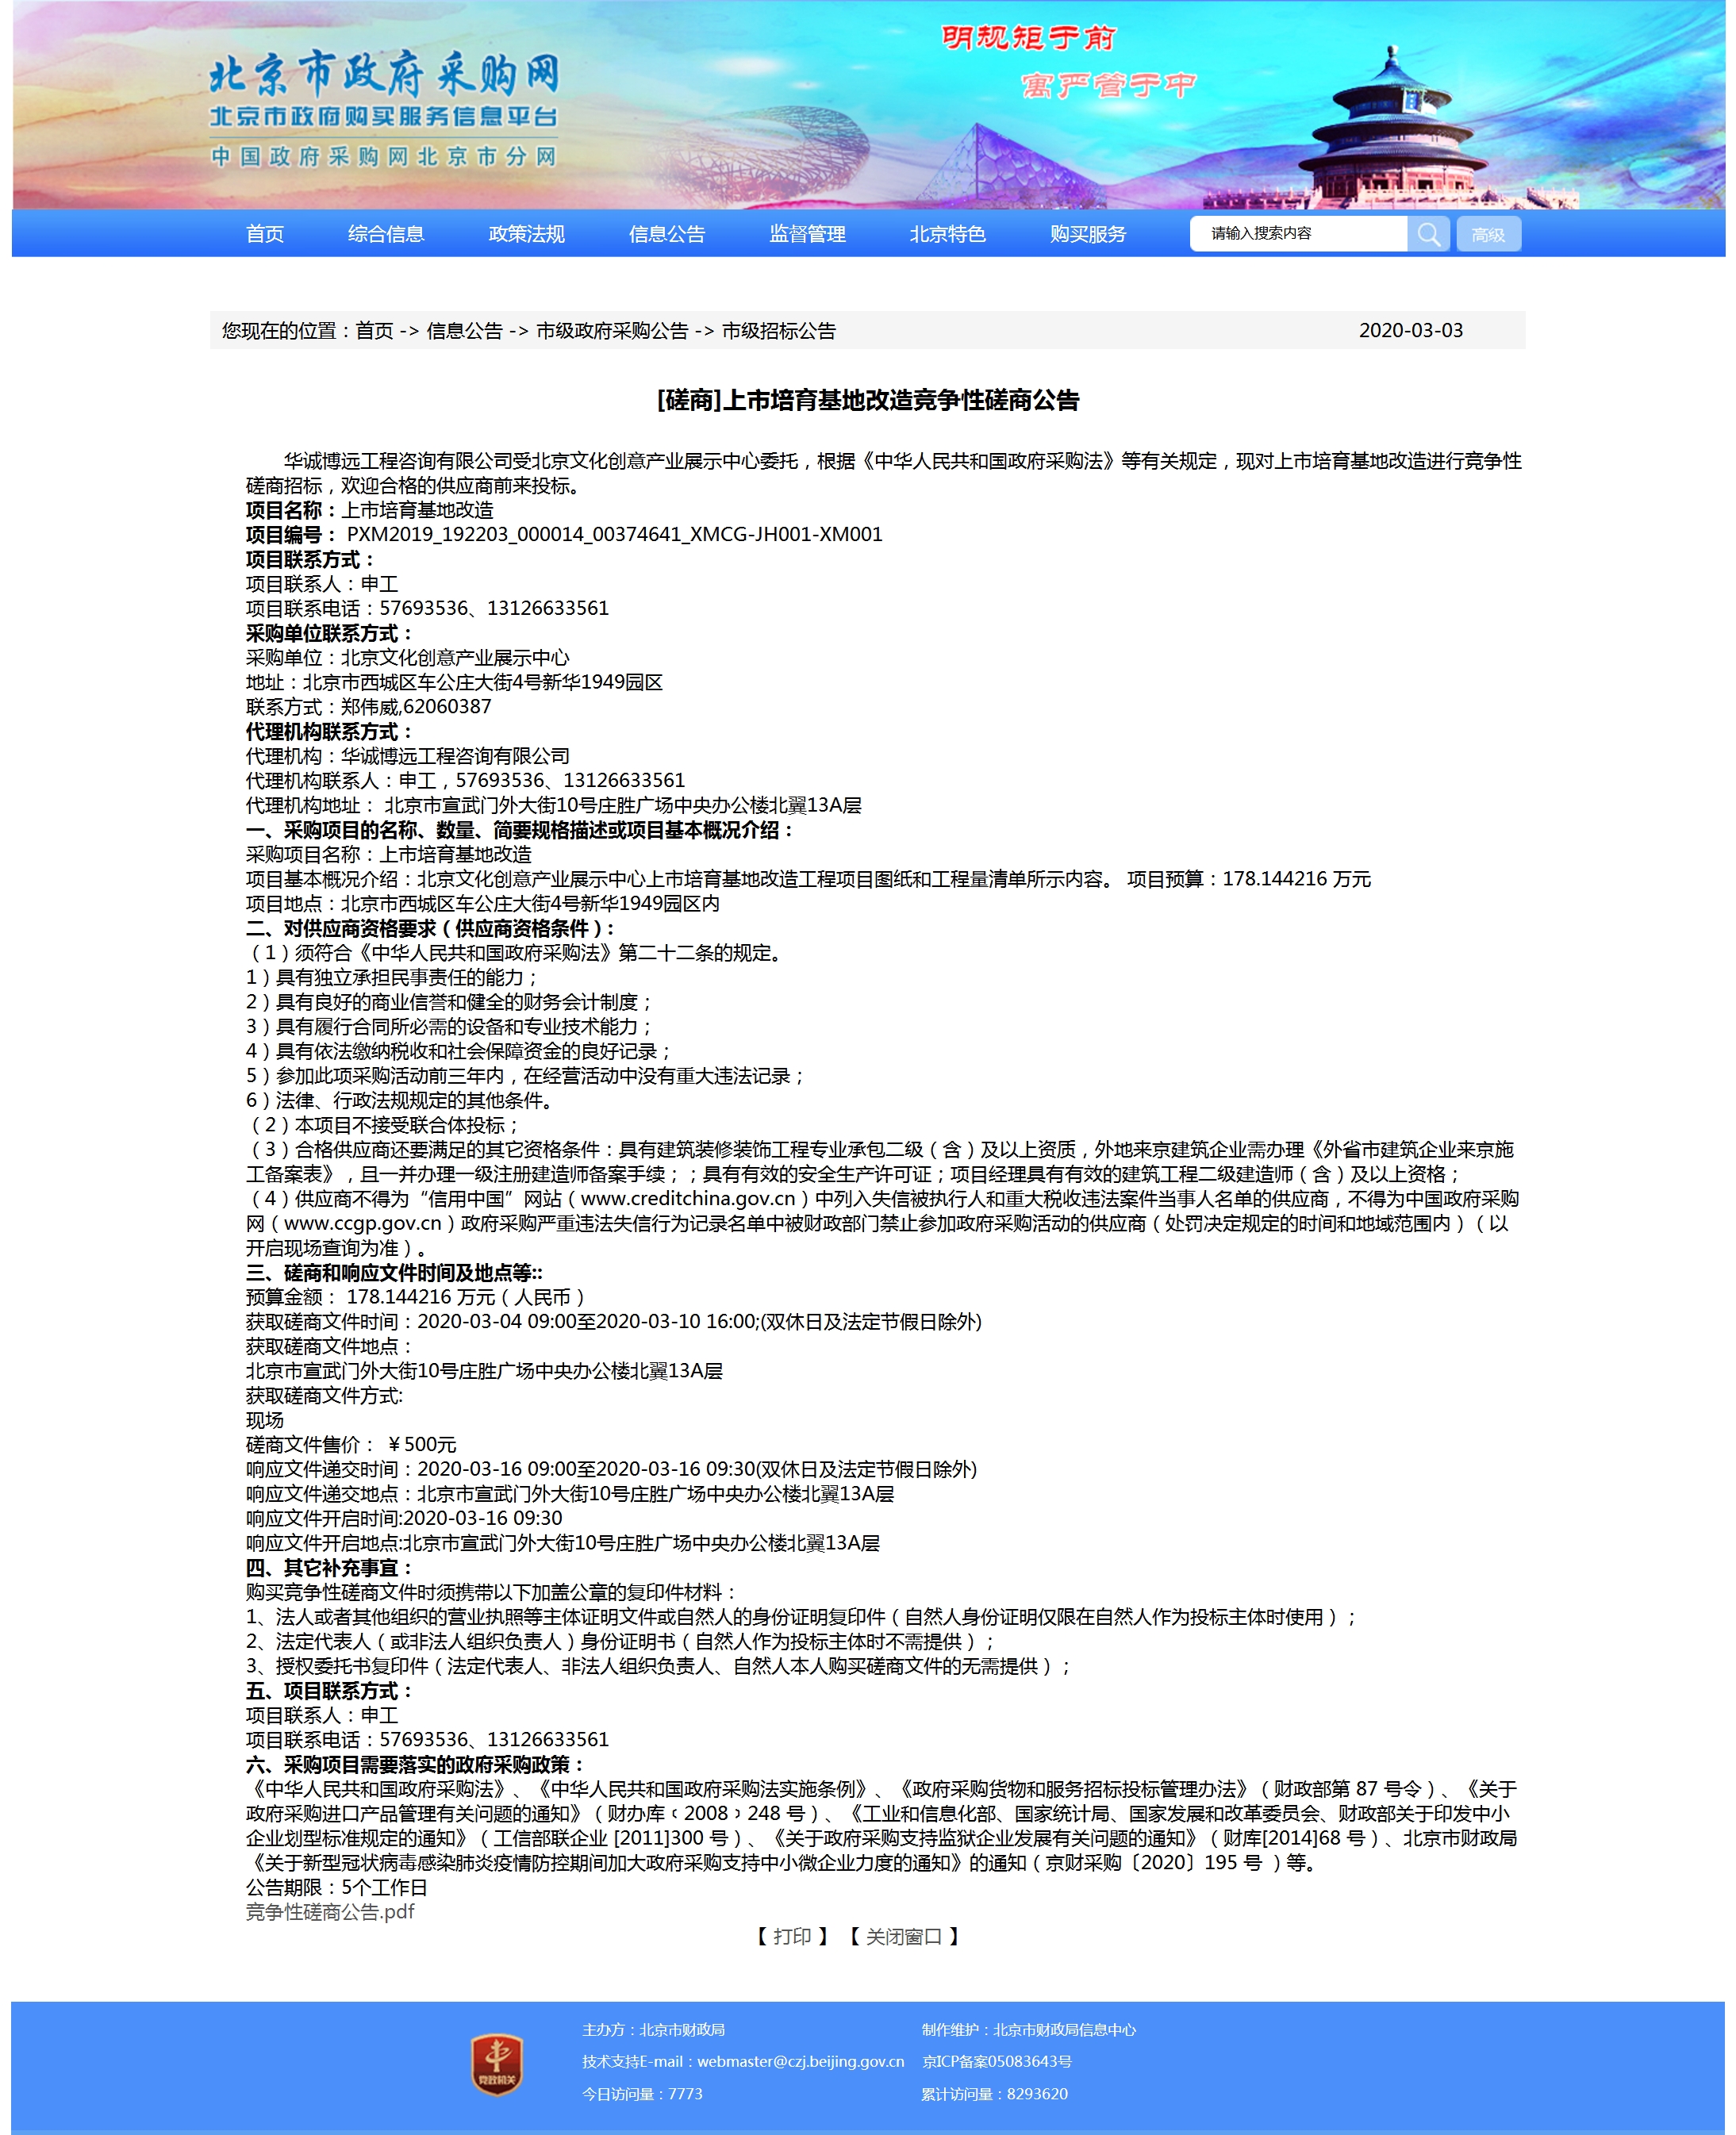 北京市政府采购网
北京市政府购买服务信息平台
中国政府采购网北京市分网
明规矩于前
寓严管于中
首页 综合信息 政策法规 信息公告 监督管理 北京特色 购买服务 请输入搜索内容 高级
您现在的位置：首页 -> 信息公告 -> 市级政府采购公告 -> 市级招标公告 2020-03-03
[磋商]上市培育基地改造竞争性磋商公告
华诚博远工程咨询有限公司受北京文化创意产业展示中心委托，根据《中华人民共和国政府采购法》等有关规定，现对上市培育基地改造进行竞争性
磋商招标，欢迎合格的供应商前来投标。
项目名称：上市培育基地改造
项目编号： PXM2019_192203_000014_00374641_XMCG-JH001-XM001
项目联系方式：
项目联系人：申工
项目联系电话：57693536、13126633561
采购单位联系方式：
采购单位：北京文化创意产业展示中心
地址：北京市西城区车公庄大街4号新华1949园区
联系方式：郑伟威,62060387
代理机构联系方式：
代理机构：华诚博远工程咨询有限公司
代理机构联系人：申工，57693536、13126633561
代理机构地址： 北京市宣武门外大街10号庄胜广场中央办公楼北翼13A层
一、采购项目的名称、数量、简要规格描述或项目基本概况介绍：
采购项目名称：上市培育基地改造
项目基本概况介绍：北京文化创意产业展示中心上市培育基地改造工程项目图纸和工程量清单所示内容。 项目预算：178.144216 万元
项目地点：北京市西城区车公庄大街4号新华1949园区内
二、对供应商资格要求（供应商资格条件）：
（1）须符合《中华人民共和国政府采购法》第二十二条的规定。
1）具有独立承担民事责任的能力；
2）具有良好的商业信誉和健全的财务会计制度；
3）具有履行合同所必需的设备和专业技术能力；
4）具有依法缴纳税收和社会保障资金的良好记录；
5）参加此项采购活动前三年内，在经营活动中没有重大违法记录；
6）法律、行政法规规定的其他条件。
（2）本项目不接受联合体投标；
（3）合格供应商还要满足的其它资格条件：具有建筑装修装饰工程专业承包二级（含）及以上资质，外地来京建筑企业需办理《外省市建筑企业来京施
工备案表》，且一并办理一级注册建造师备案手续；；具有有效的安全生产许可证；项目经理具有有效的建筑工程二级建造师（含）及以上资格；
（4）供应商不得为“信用中国”网站（www.creditchina.gov.cn）中列入失信被执行人和重大税收违法案件当事人名单的供应商，不得为中国政府采购
网（www.ccgp.gov.cn）政府采购严重违法失信行为记录名单中被财政部门禁止参加政府采购活动的供应商（处罚决定规定的时间和地域范围内）（以
开启现场查询为准）。
三、磋商和响应文件时间及地点等::
预算金额： 178.144216 万元（人民币）
获取磋商文件时间：2020-03-04 09:00至2020-03-10 16:00;(双休日及法定节假日除外)
获取磋商文件地点：
北京市宣武门外大街10号庄胜广场中央办公楼北翼13A层
获取磋商文件方式:
现场
磋商文件售价： ￥500元
响应文件递交时间：2020-03-16 09:00至2020-03-16 09:30(双休日及法定节假日除外)
响应文件递交地点：北京市宣武门外大街10号庄胜广场中央办公楼北翼13A层
响应文件开启时间:2020-03-16 09:30
响应文件开启地点:北京市宣武门外大街10号庄胜广场中央办公楼北翼13A层
四、其它补充事宜：
购买竞争性磋商文件时须携带以下加盖公章的复印件材料：
1、法人或者其他组织的营业执照等主体证明文件或自然人的身份证明复印件（自然人身份证明仅限在自然人作为投标主体时使用）；
2、法定代表人（或非法人组织负责人）身份证明书（自然人作为投标主体时不需提供）；
3、授权委托书复印件（法定代表人、非法人组织负责人、自然人本人购买磋商文件的无需提供）；
五、项目联系方式：
项目联系人：申工
项目联系电话：57693536、13126633561
六、采购项目需要落实的政府采购政策：
《中华人民共和国政府采购法》、《中华人民共和国政府采购法实施条例》、《政府采购货物和服务招标投标管理办法》（财政部第 87 号令）、《关于
政府采购进口产品管理有关问题的通知》（财办库﹝2008﹞248 号）、《工业和信息化部、国家统计局、国家发展和改革委员会、财政部关于印发中小
企业划型标准规定的通知》（工信部联企业 [2011]300 号）、《关于政府采购支持监狱企业发展有关问题的通知》（财库[2014]68 号）、北京市财政局
《关于新型冠状病毒感染肺炎疫情防控期间加大政府采购支持中小微企业力度的通知》的通知（京财采购〔2020〕195 号 ）等。
公告期限：5个工作日
竞争性磋商公告.pdf
【 打印 】 【 关闭窗口 】
主办方：北京市财政局 制作维护：北京市财政局信息中心
技术支持E-mail：webmaster@czj.beijing.gov.cn 京ICP备案05083643号
今日访问量：7773 累计访问量：8293620
党政机关